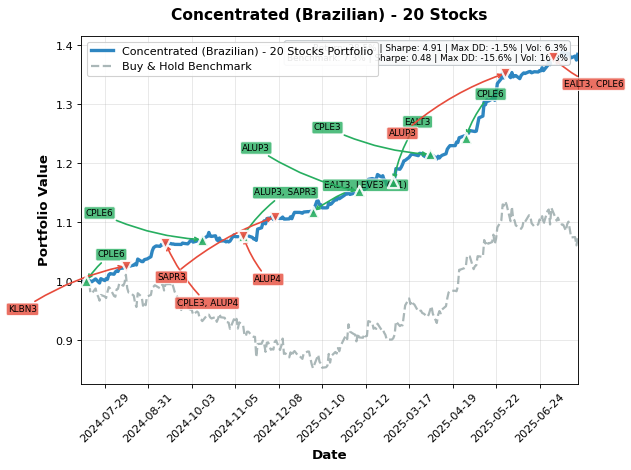 Concentrated (Brazilian) - 20 Stocks
Concentrated (Brazilian) - 20 Stocks Portfolio
Buy & Hold Benchmark
| Sharpe: 4.91 | Max DD: -1.5% | Vol: 6.3%
| Sharpe: 0.48 | Max DD: -15.6% | Vol:
1.4
1.3
1.2
1.1
1.0
0.9
Portfolio Value
EALT3, CPLE6
CPLE6
CPLE3
EALT3
ALUP3
ALUP3
EALT3, LEVE3
ALUP3, SAPR3
CPLE6
CPLE6
SAPR3
ALUP4
CPLE3, ALUP4
KLBN3
2024-07-29
2024-08-31
2024-10-03
2024-11-05
2024-12-08
2025-01-10
2025-02-12
2025-03-17
2025-04-19
2025-05-22
2025-06-24
Date